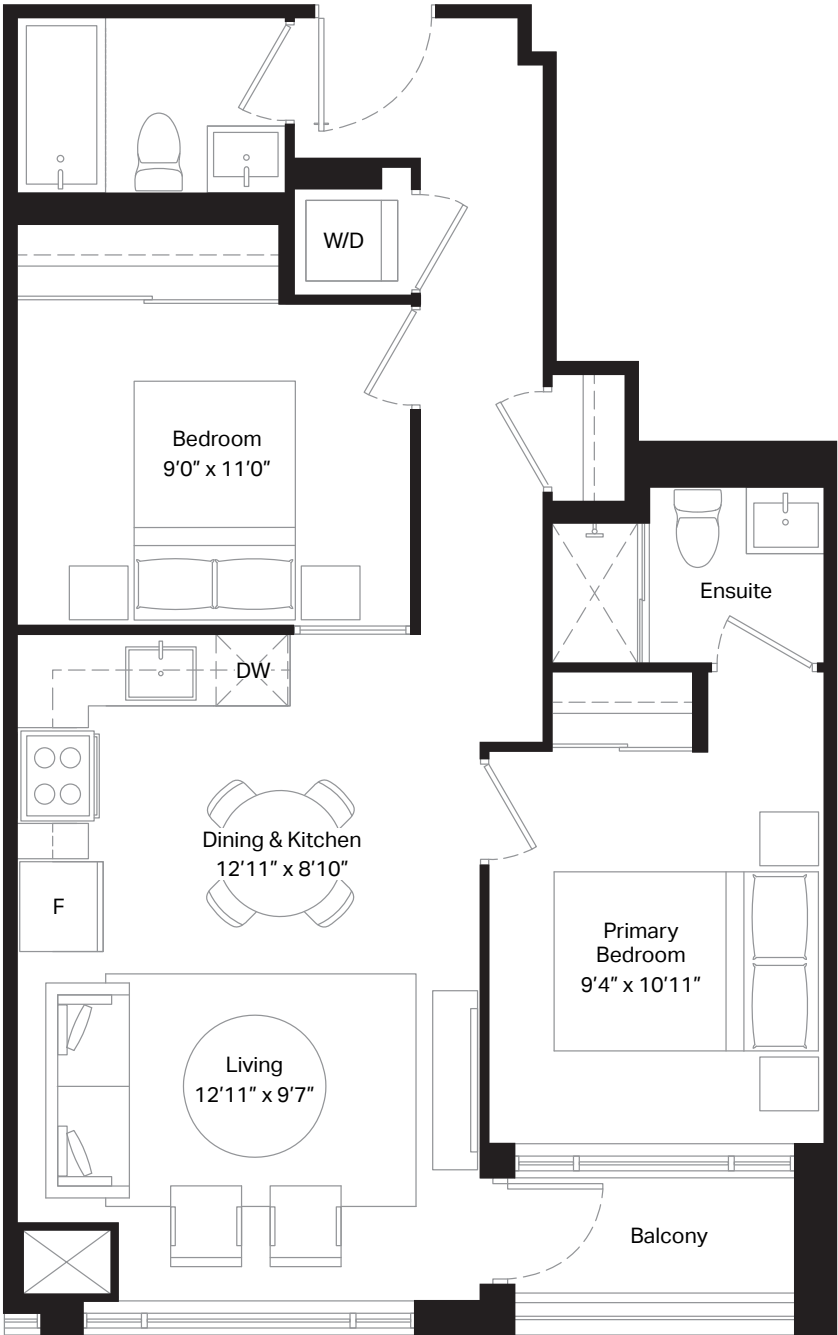 W/D
Bedroom
9'0" x 11'0"
Ensuite
DW
Dining & Kitchen
12'11" x 8'10"
F
Primary
Bedroom
9'4" x 10'11"
Living
12'11" x 9'7"
Balcony